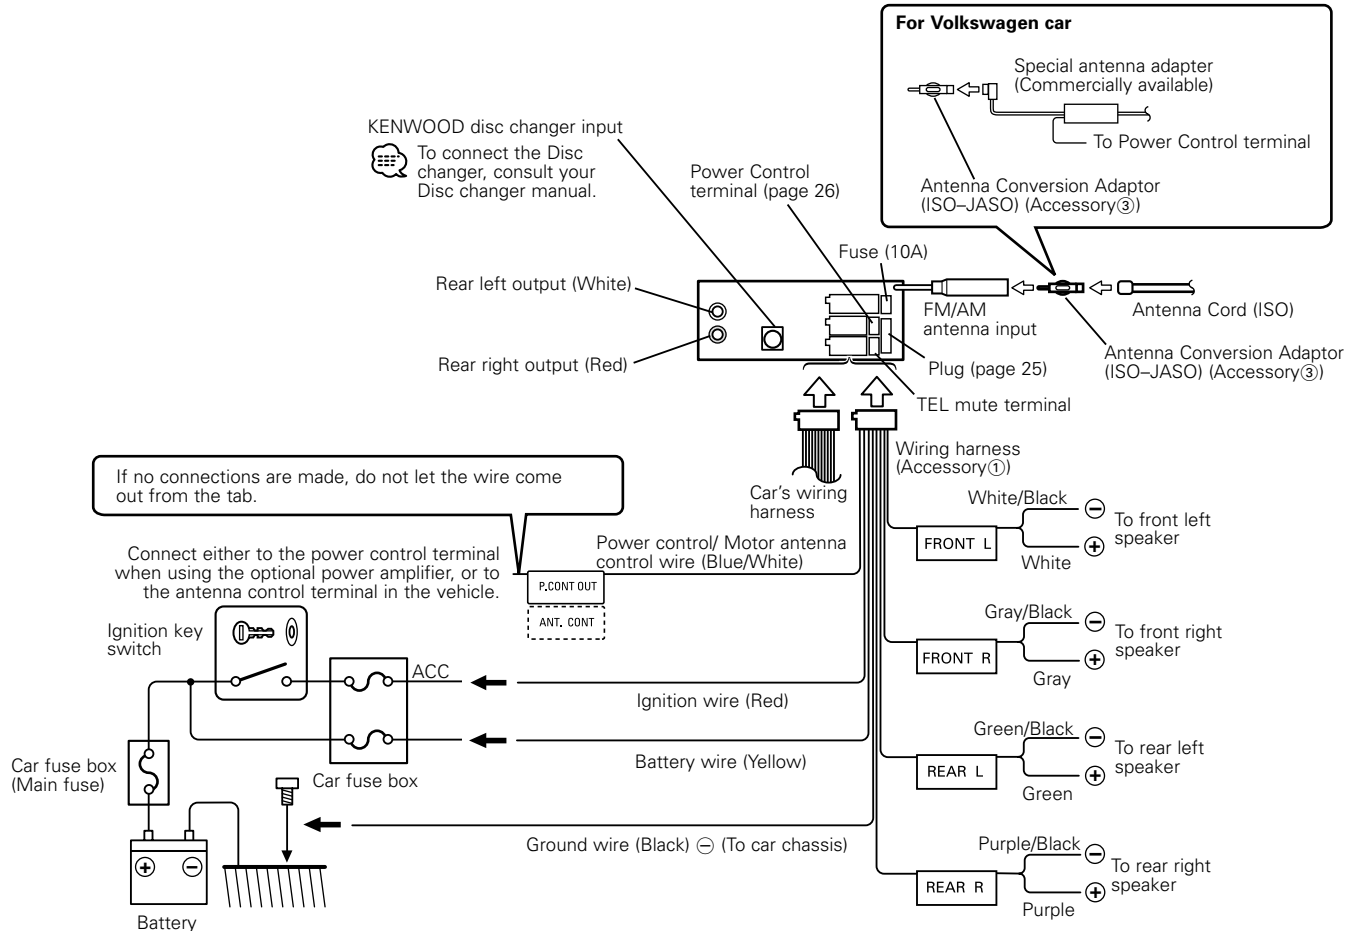 For Volkswagen car
Special antenna adapter
(Commercially available)
To Power Control terminal
Antenna Conversion Adaptor
(ISO–JASO) (Accessory③)
KENWOOD disc changer input
To connect the Disc
changer, consult your
Disc changer manual.
Power Control
terminal (page 26)
Fuse (10A)
Rear left output (White)
Rear right output (Red)
FM/AM
antenna input
Antenna Cord (ISO)
Antenna Conversion Adaptor
(ISO–JASO) (Accessory③)
Plug (page 25)
TEL mute terminal
Wiring harness
(Accessory①)
Car's wiring
harness
If no connections are made, do not let the wire come
out from the tab.
Connect either to the power control terminal
when using the optional power amplifier, or to
the antenna control terminal in the vehicle.
Power control/ Motor antenna
control wire (Blue/White)
P.CONT OUT
ANT. CONT
White/Black
⊖
FRONT L
To front left
speaker
White
⊕
Gray/Black
⊖
FRONT R
To front right
speaker
Gray
⊕
Ignition key
switch
ACC
Ignition wire (Red)
Green/Black
⊖
REAR L
To rear left
speaker
Green
⊕
Battery wire (Yellow)
Car fuse box
(Main fuse)
Car fuse box
Ground wire (Black) ⊖ (To car chassis)
Purple/Black
⊖
REAR R
To rear right
speaker
Purple
⊕
⊕ ⊖
Battery